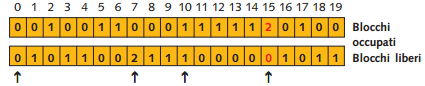 0 1 2 3 4 5 6 7 8 9 10 11 12 13 14 15 16 17 18 19
0 0 1 0 0 1 1 0 0 0 1 1 1 1 1 2 0 1 0 0 Blocchi
occupati
0 1 0 1 1 0 0 2 1 1 1 0 0 0 0 0 1 0 1 1 Blocchi liberi